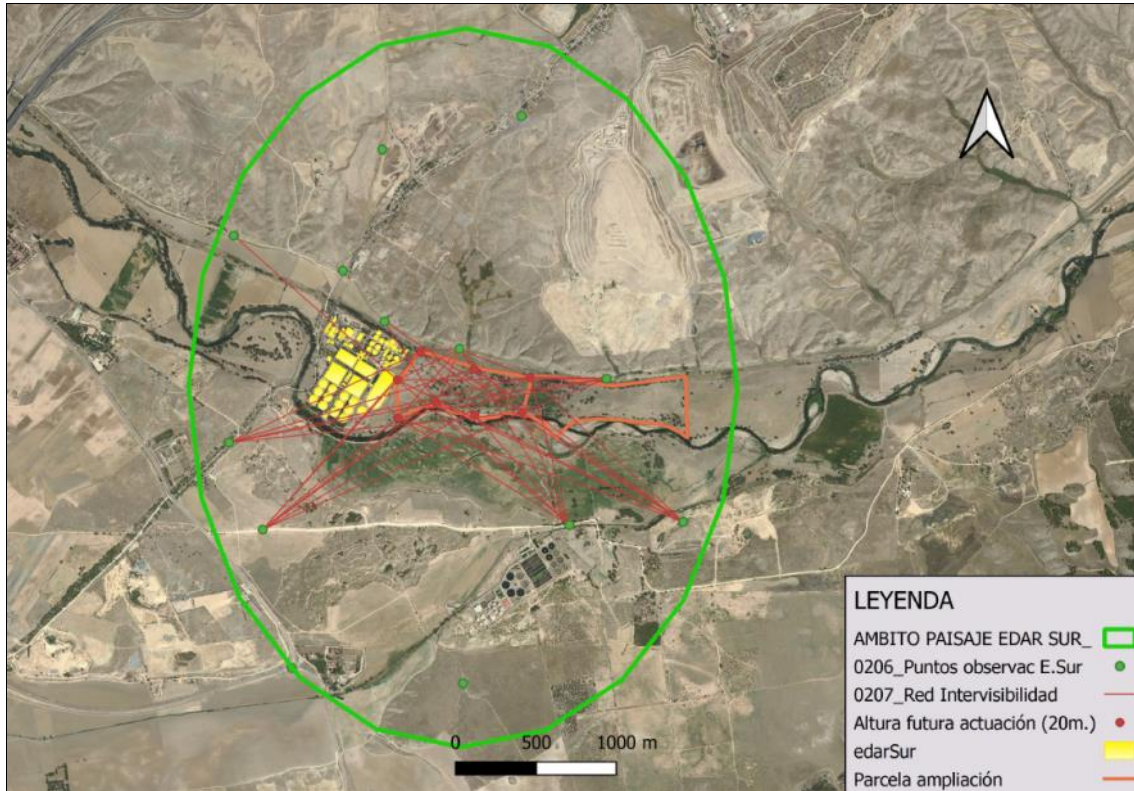 0 500 1000 m
LEYENDA
AMBITO PAISAJE EDAR SUR_
0206_Puntos observac E.Sur
0207_Red Intervisibilidad
Altura futura actuación (20m.)
edarSur
Parcela ampliación